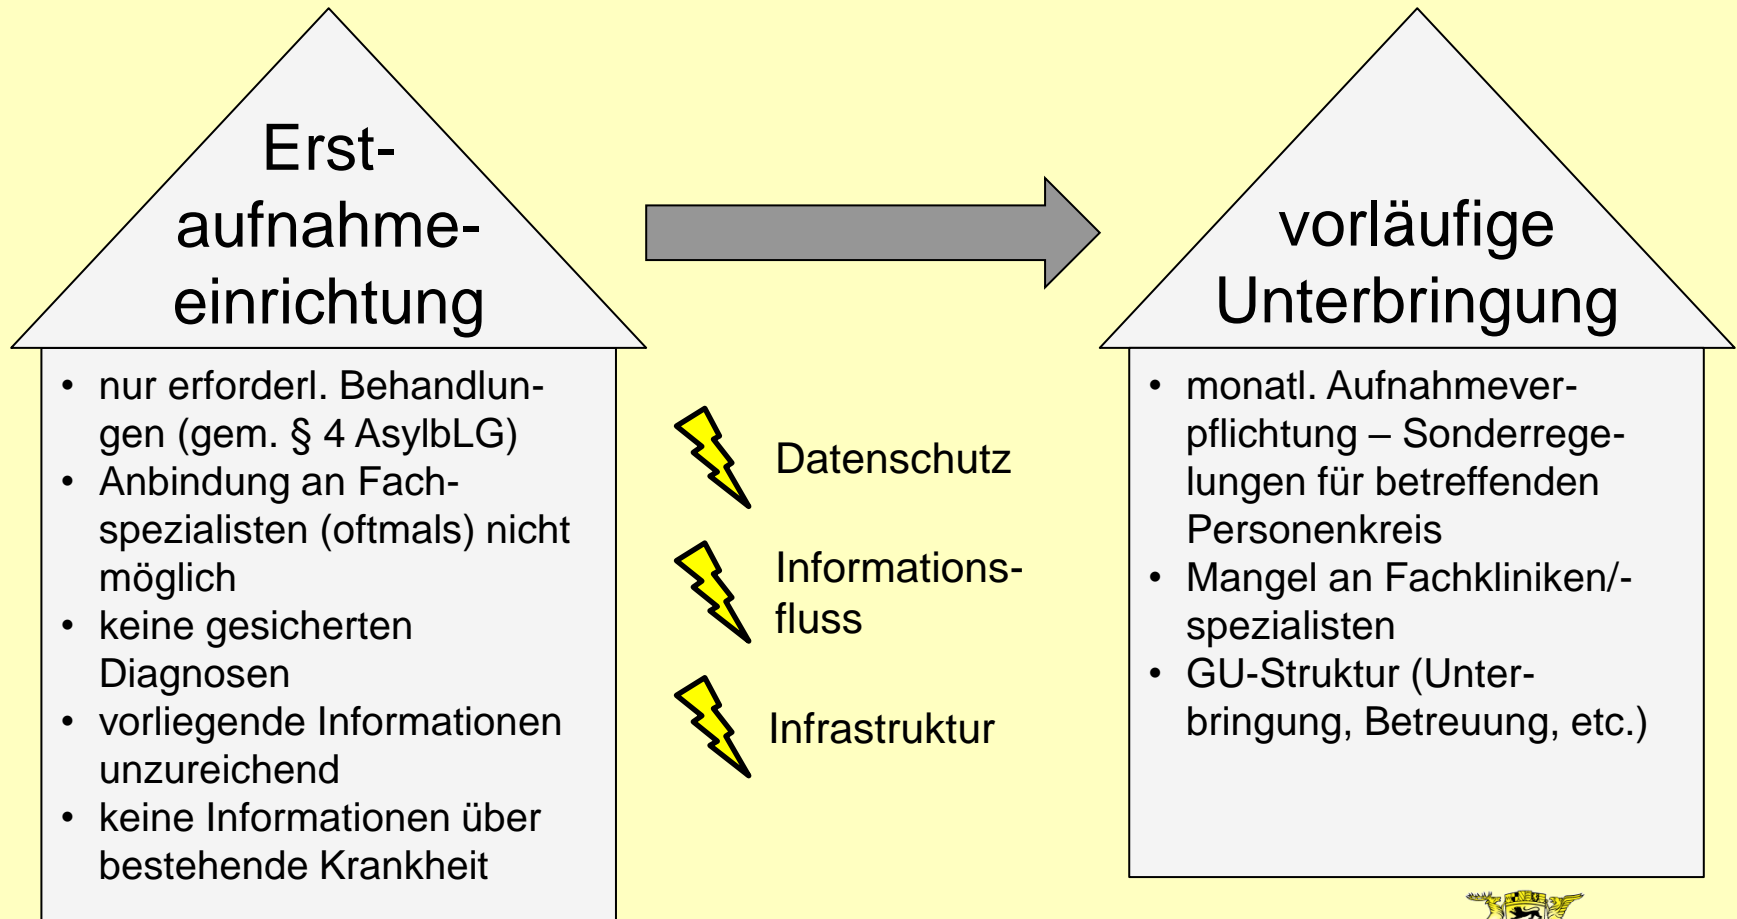 Erst-
aufnahme-
einrichtung
• nur erforderl. Behandlun-
gen (gem. § 4 AsylbLG)
• Anbindung an Fach-
spezialisten (oftmals) nicht
möglich
• keine gesicherten
Diagnosen
• vorliegende Informationen
unzureichend
• keine Informationen über
bestehende Krankheit
Datenschutz
Informations-
fluss
Infrastruktur
vorläufige
Unterbringung
• monatl. Aufnahmever-
pflichtung – Sonderrege-
lungen für betreffenden
Personenkreis
• Mangel an Fachkliniken/-
spezialisten
• GU-Struktur (Unter-
bringung, Betreuung, etc.)